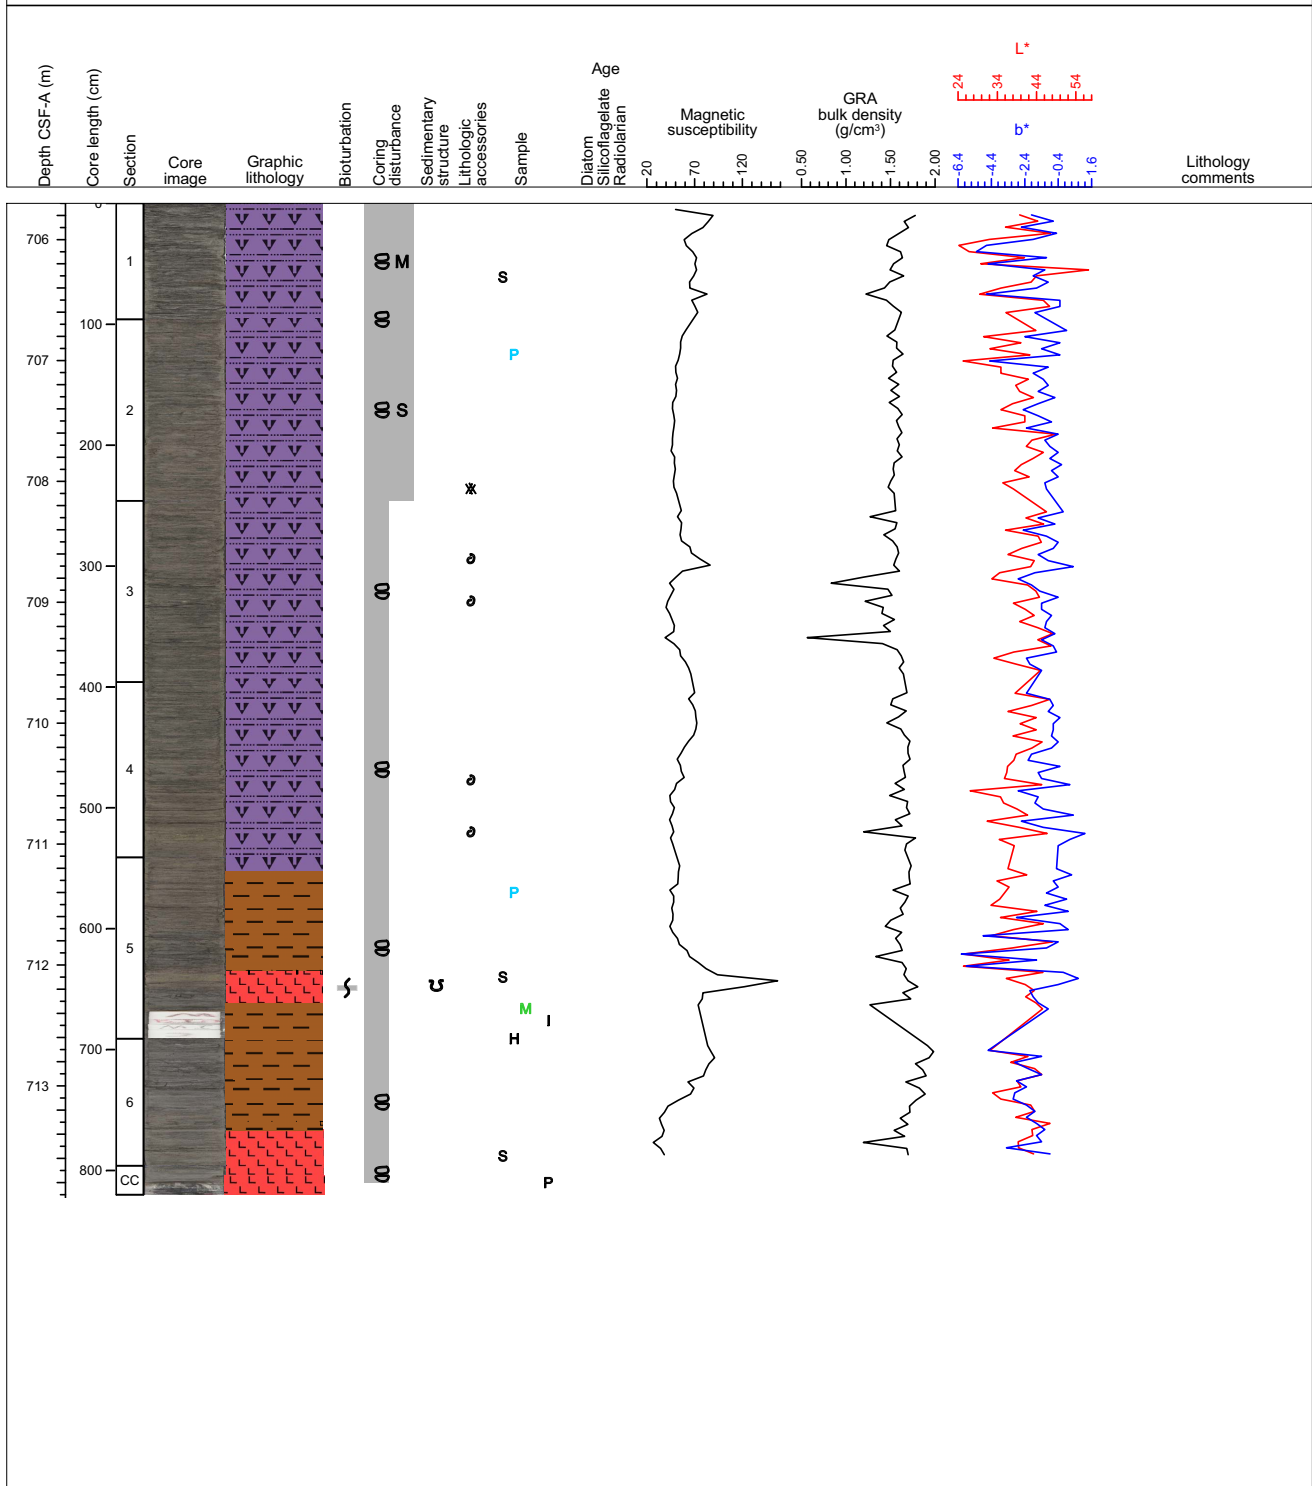 Depth CSF-A (m)
Core length (cm)
Section
Core
image
Graphic
lithology
Bioturbation
Coring
disturbance
Sedimentary
structure
Lithologic
accessories
Sample
Age
Diatom
Silicoflagellate
Radiolarian
Magnetic
susceptibility
20 70 120
GRA
bulk density
(g/cm³)
0.50 1.00 1.50 2.00
L*
24 34 44 54
b*
-6.4 -4.4 -2.4 -0.4 1.6
Lithology
comments
0
706
1
M
S
100
P
707
2
S
200
708
300
3
709
400
710
4
500
711
P
600
5
712
S
M
I
H
700
713
6
S
800
CC
P